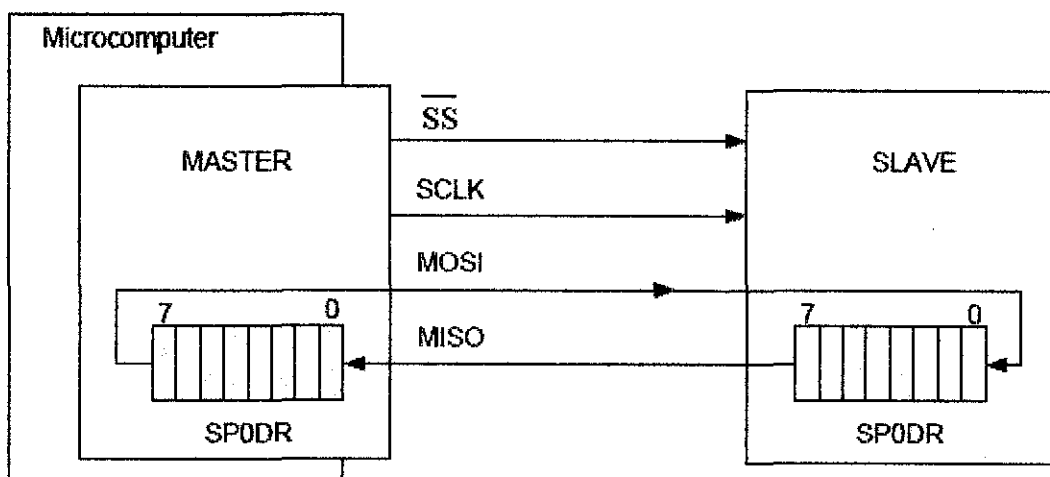 Microcomputer
SS
MASTER
SLAVE
SCLK
MOSI
7 0
7 0
MISO
SP0DR
SP0DR